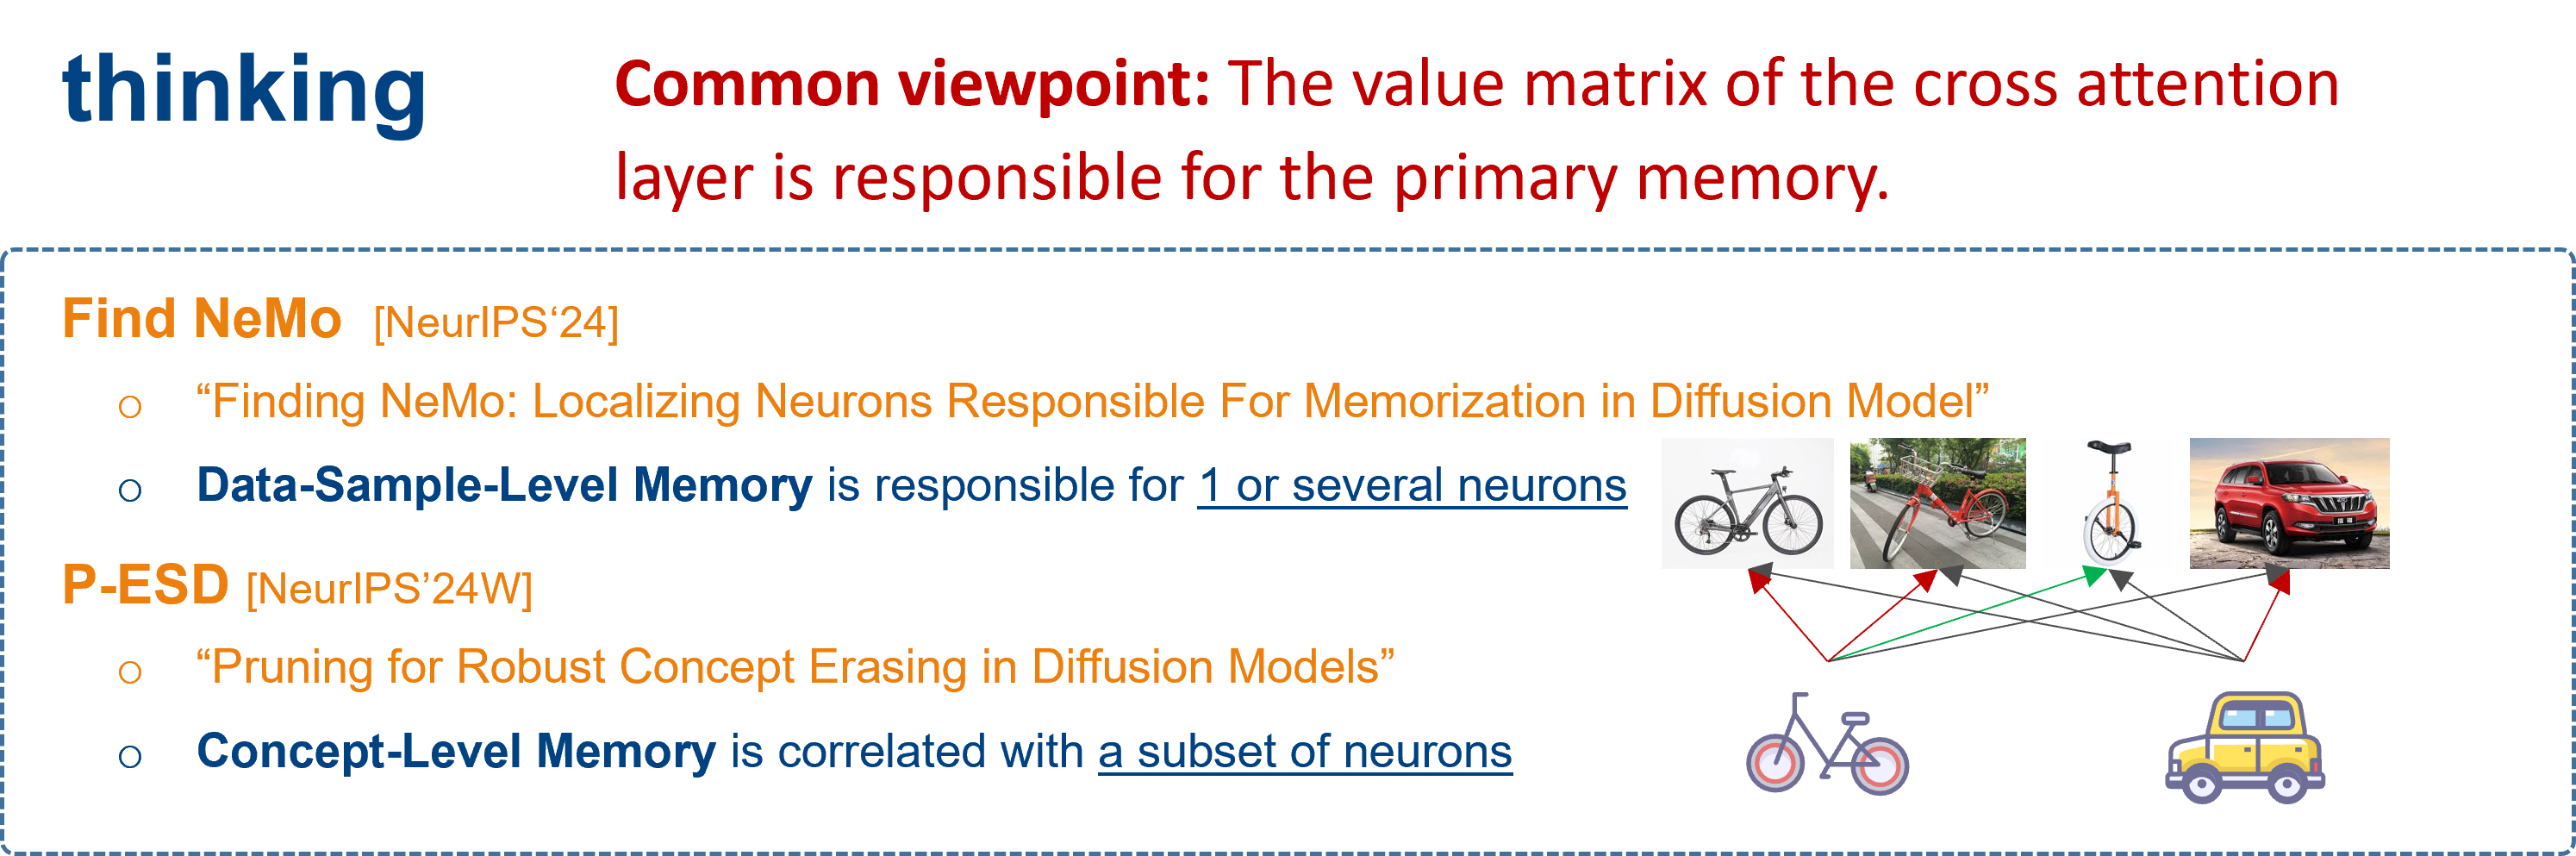 thinking
Common viewpoint: The value matrix of the cross attention
layer is responsible for the primary memory.
Find NeMo [NeurIPS‘24]
o “Finding NeMo: Localizing Neurons Responsible For Memorization in Diffusion Model”
o Data-Sample-Level Memory is responsible for 1 or several neurons
P-ESD [NeurIPS’24W]
o “Pruning for Robust Concept Erasing in Diffusion Models”
o Concept-Level Memory is correlated with a subset of neurons